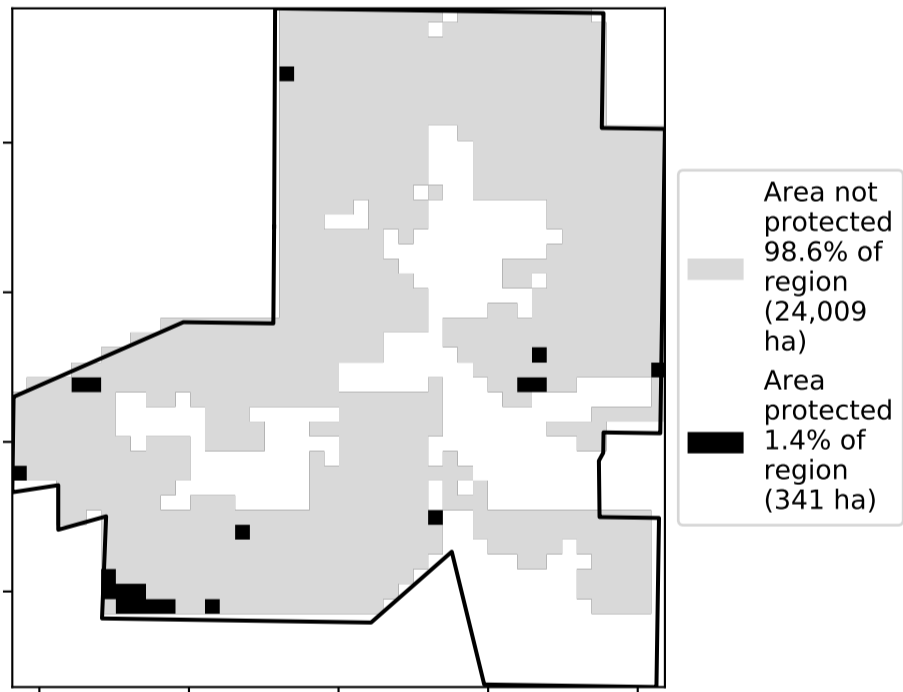 Area not
protected
98.6% of
region
(24,009
ha)
Area
protected
1.4% of
region
(341 ha)